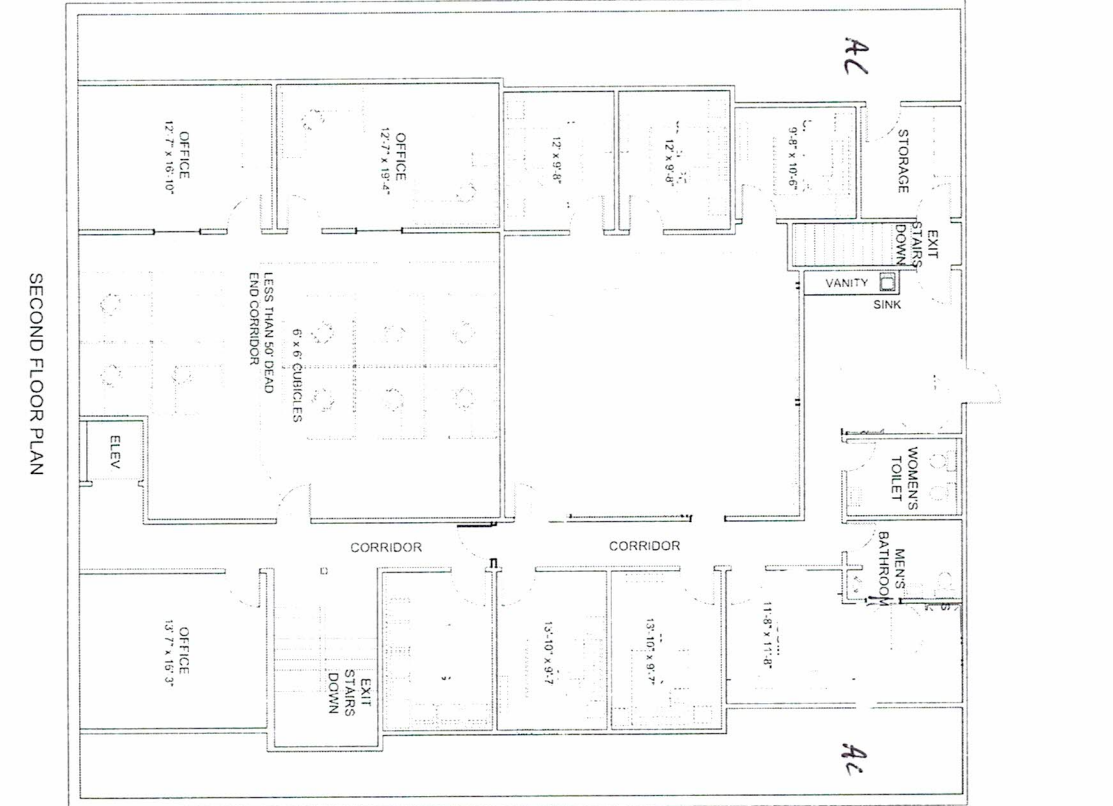 AC
OFFICE
12'-7" x 16'-10"
OFFICE
12'-7" x 19'-4"
12' x 9'-8"
12' x 9'-8"
9'-8" x 10'-6"
STORAGE
EXIT
STAIRS
DOWN
VANITY
SINK
LESS THAN 50' DEAD
END CORRIDOR
6' x 6' CUBICLES
ELEV
WOMEN'S
TOILET
MEN'S
BATHROOM
CORRIDOR
CORRIDOR
OFFICE
13' 7" x 16' 3"
EXIT
STAIRS
DOWN
13'-10" x 9'-7
13'-10" x 9'-7"
11'-8" x 11'-8"
AC
SECOND FLOOR PLAN